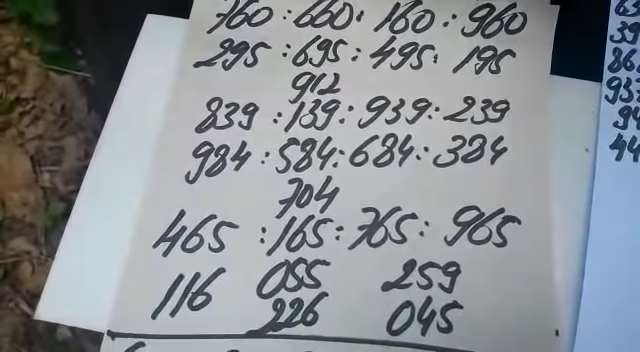 760 : 660 : 160 : 960
295 : 695 : 495 : 195
912
839 : 139 : 939 : 239
984 : 584 : 684 : 384
704
465 : 165 : 765 : 965
116 055 259
226 045